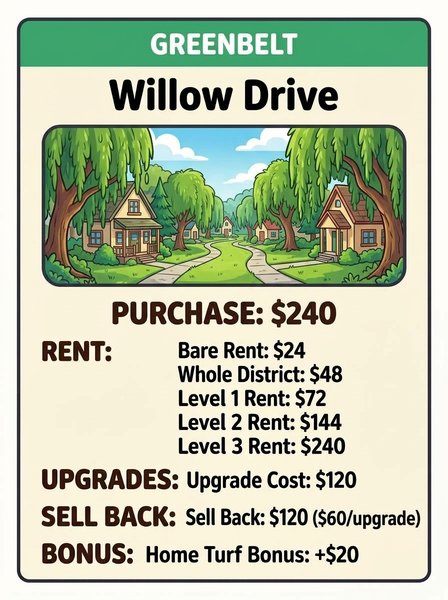 GREENBELT
Willow Drive
PURCHASE: $240
RENT: Bare Rent: $24
Whole District: $48
Level 1 Rent: $72
Level 2 Rent: $144
Level 3 Rent: $240
UPGRADES: Upgrade Cost: $120
SELL BACK: Sell Back: $120 ($60/upgrade)
BONUS: Home Turf Bonus: +$20